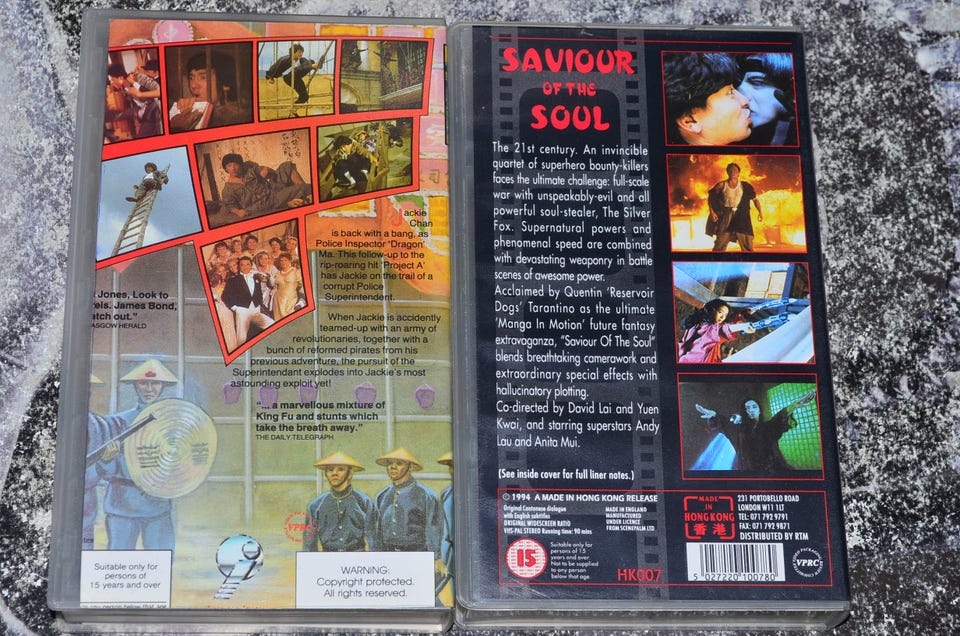 Jackie
Chan
is back with a bang, as
Police Inspector 'Dragon'
Ma. This follow-up to the
rip-roaring hit 'Project A'
has Jackie on the trail of a
corrupt Police
Superintendent.
Jones, Look to
els. James Bond,
atch out."
ASGOW HERALD
When Jackie is accidently
teamed-up with an army of
revolutionaries, together with a
bunch of reformed pirates from his
previous adventure, the pursuit of the
Superintendant explodes into Jackie's most
astounding exploit yet!
"... a marvellous mixture of
King Fu and stunts which
take the breath away."
THE DAILY TELEGRAPH
VPRC
Suitable only for
persons of
15 years and over
WARNING:
Copyright protected.
All rights reserved.
SAVIOUR
OF THE
SOUL
The 21st century. An invincible
quartet of superhero bounty-killers
faces the ultimate challenge: full-scale
war with unspeakably-evil and all
powerful soul-stealer, The Silver
Fox. Supernatural powers and
phenomenal speed are combined
with devastating weaponry in battle
scenes of awesome power.
Acclaimed by Quentin 'Reservoir
Dogs' Tarantino as the ultimate
'Manga In Motion' future fantasy
extravaganza, "Saviour Of The Soul"
blends breathtaking camerawork and
extraordinary special effects with
hallucinatory plotting.
Co-directed by David Lai and Yuen
Kwai, and starring superstars Andy
Lau and Anita Mui.
(See inside cover for full liner notes.)
© 1994 A MADE IN HONG KONG RELEASE
Original Cantonese dialogue
with English subtitles
ORIGINAL WIDESCREEN RATIO
VHS-PAL STEREO Running time: 90 mins
MADE IN ENGLAND
MANUFACTURED
UNDER LICENCE
FROM SCENEPALM LTD
15
Suitable only for
persons of 15
years and over.
Not to be supplied
to any person
below that age.
HK007
MADE
IN
HONG KONG
香港
231 PORTOBELLO ROAD
LONDON W11 1LT
TEL: 071 792 9791
FAX: 071 792 9871
DISTRIBUTED BY RTM
5 027220 100780
VPRC